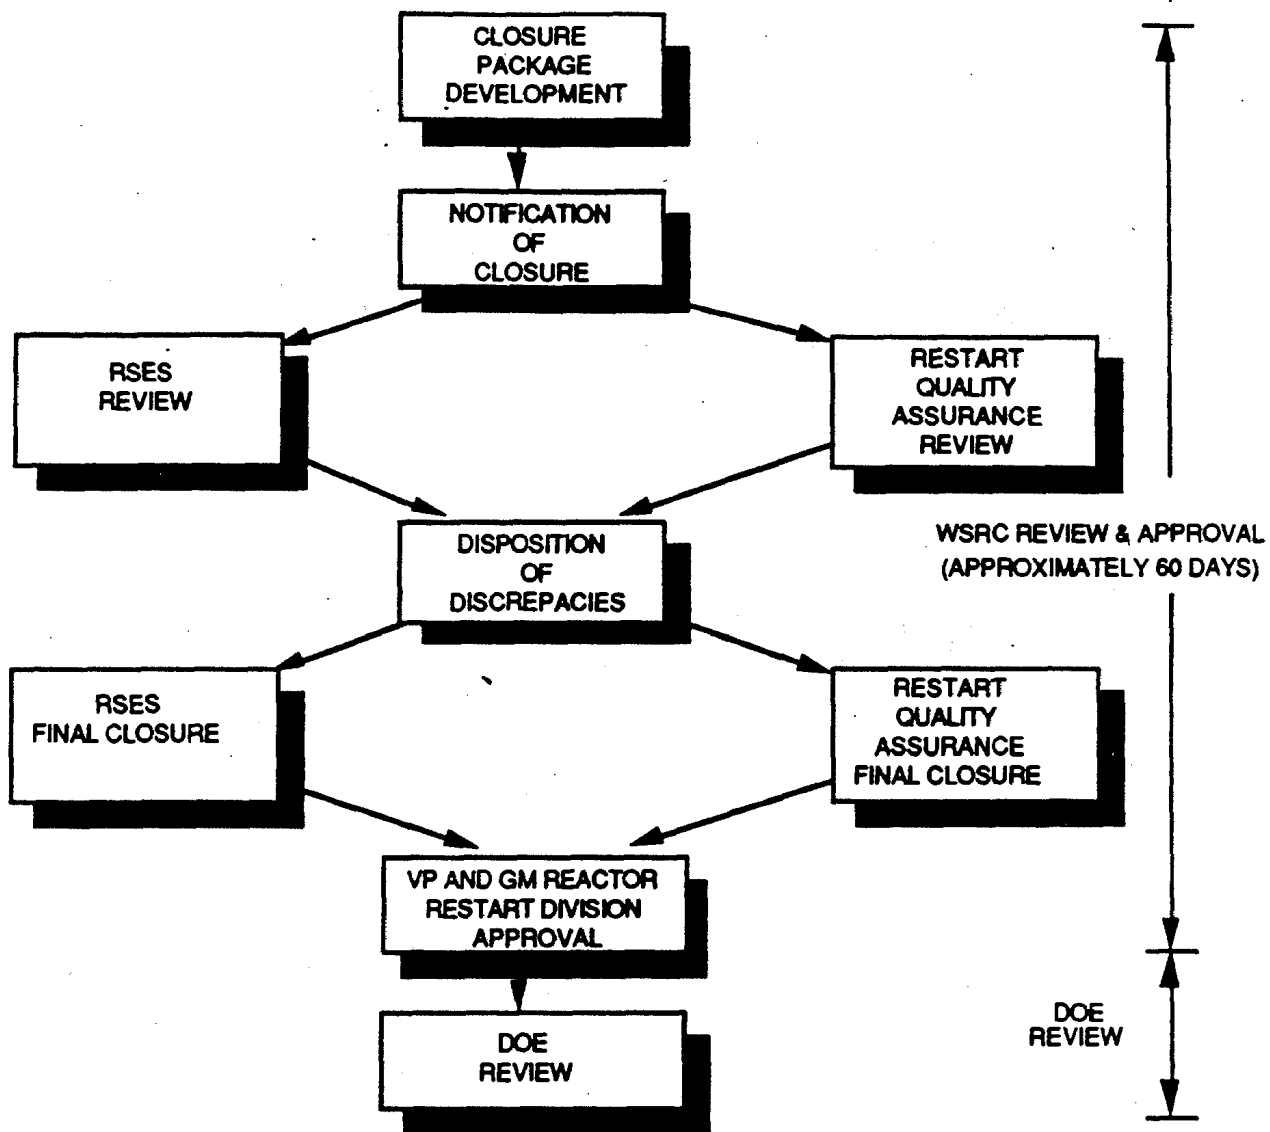 CLOSURE
PACKAGE
DEVELOPMENT
NOTIFICATION
OF
CLOSURE
RSES
REVIEW
RESTART
QUALITY
ASSURANCE
REVIEW
DISPOSITION
OF
DISCREPACIES
WSRC REVIEW & APPROVAL
(APPROXIMATELY 60 DAYS)
RSES
FINAL CLOSURE
RESTART
QUALITY
ASSURANCE
FINAL CLOSURE
VP AND GM REACTOR
RESTART DIVISION
APPROVAL
DOE
REVIEW
DOE
REVIEW